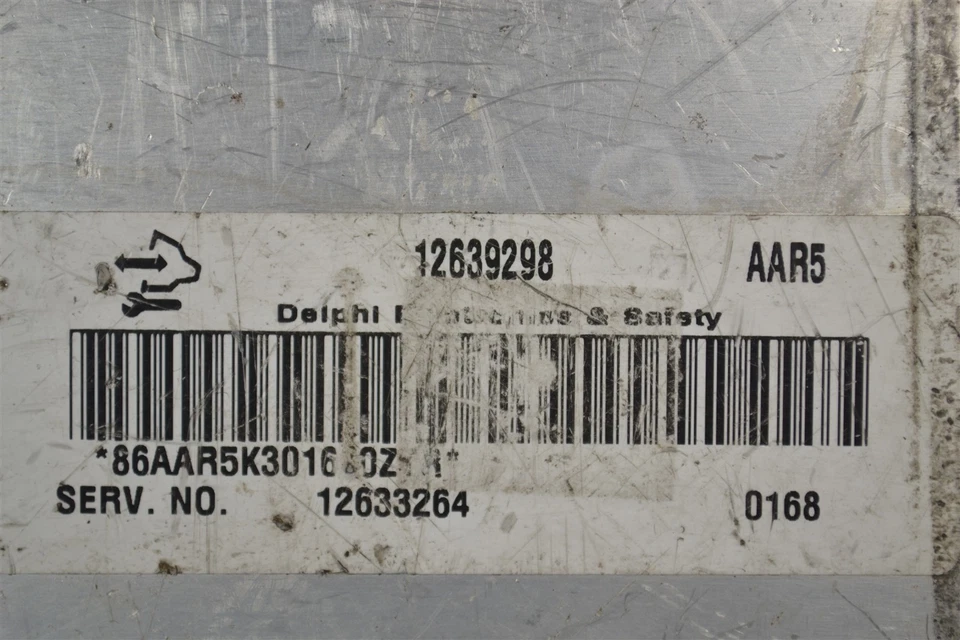 12639298 AAR5
Delphi & Safety
SERV. NO. 12633264 0168